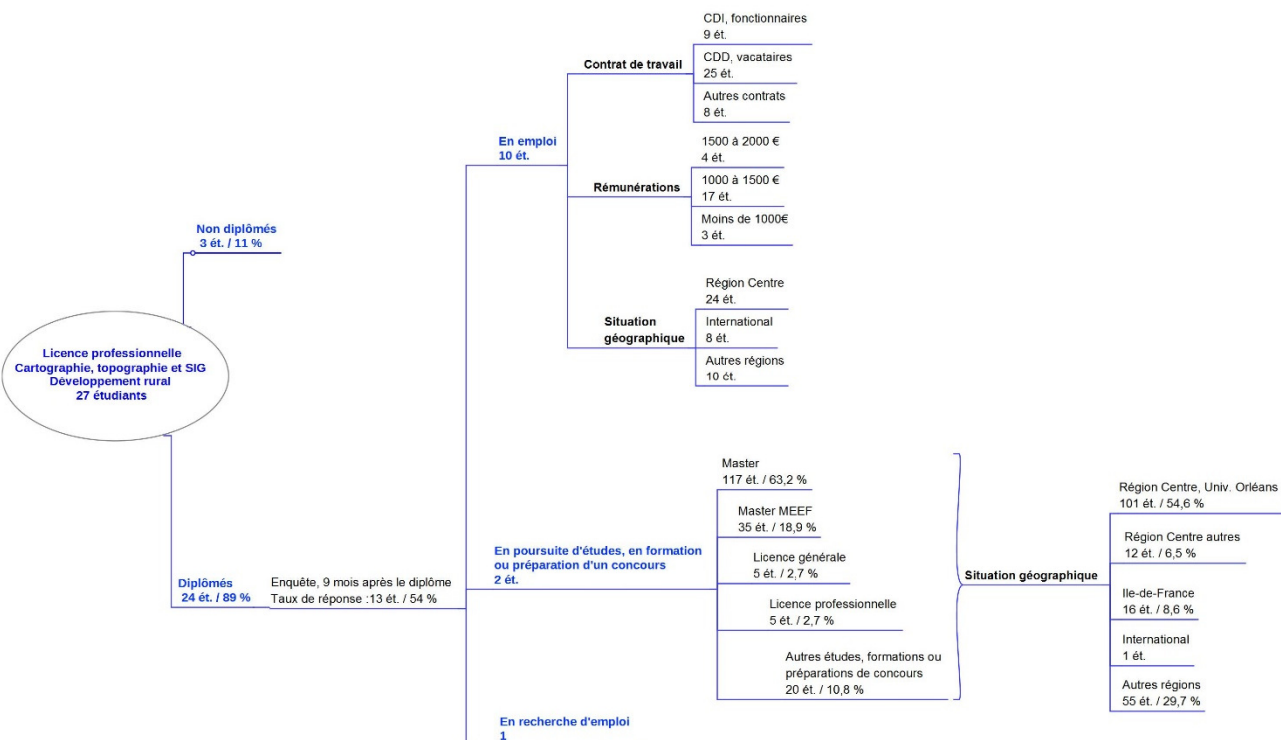 Licence professionnelle
Cartographie, topographie et SIG
Développement rural
27 étudiants
Non diplômés
3 ét. / 11 %
Diplômés
24 ét. / 89 %
Enquête, 9 mois après le diplôme
Taux de réponse :13 ét. / 54 %
En emploi
10 ét.
Contrat de travail
CDI, fonctionnaires
9 ét.
CDD, vacataires
25 ét.
Autres contrats
8 ét.
Rémunérations
1500 à 2000 €
4 ét.
1000 à 1500 €
17 ét.
Moins de 1000€
3 ét.
Situation
géographique
Région Centre
24 ét.
International
8 ét.
Autres régions
10 ét.
En poursuite d'études, en formation
ou préparation d'un concours
2 ét.
Master
117 ét. / 63,2 %
Master MEEF
35 ét. / 18,9 %
Licence générale
5 ét. / 2,7 %
Licence professionnelle
5 ét. / 2,7 %
Autres études, formations ou
préparations de concours
20 ét. / 10,8 %
Situation géographique
Région Centre, Univ. Orléans
101 ét. / 54,6 %
Région Centre autres
12 ét. / 6,5 %
Ile-de-France
16 ét. / 8,6 %
International
1 ét.
Autres régions
55 ét. / 29,7 %
En recherche d'emploi
1